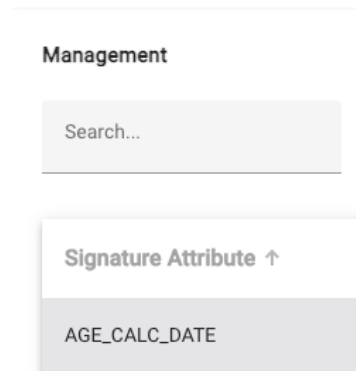 Management
Search...
Signature Attribute ↑
AGE_CALC_DATE